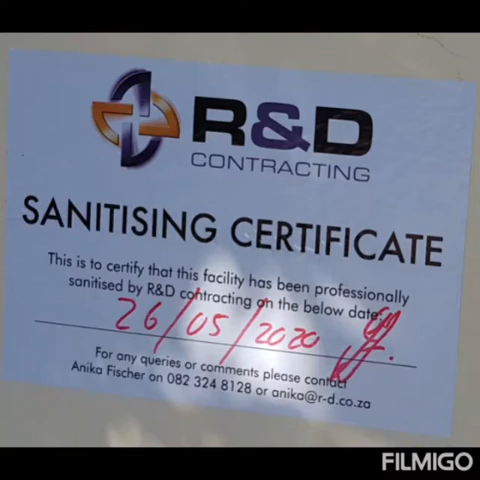 R&D
CONTRACTING
SANITISING CERTIFICATE
This is to certify that this facility has been professionally
sanitised by R&D contracting on the below date:
26/05/2020
For any queries or comments please contact
Anika Fischer on 082 324 8128 or anika@r-d.co.za
FILMIGO